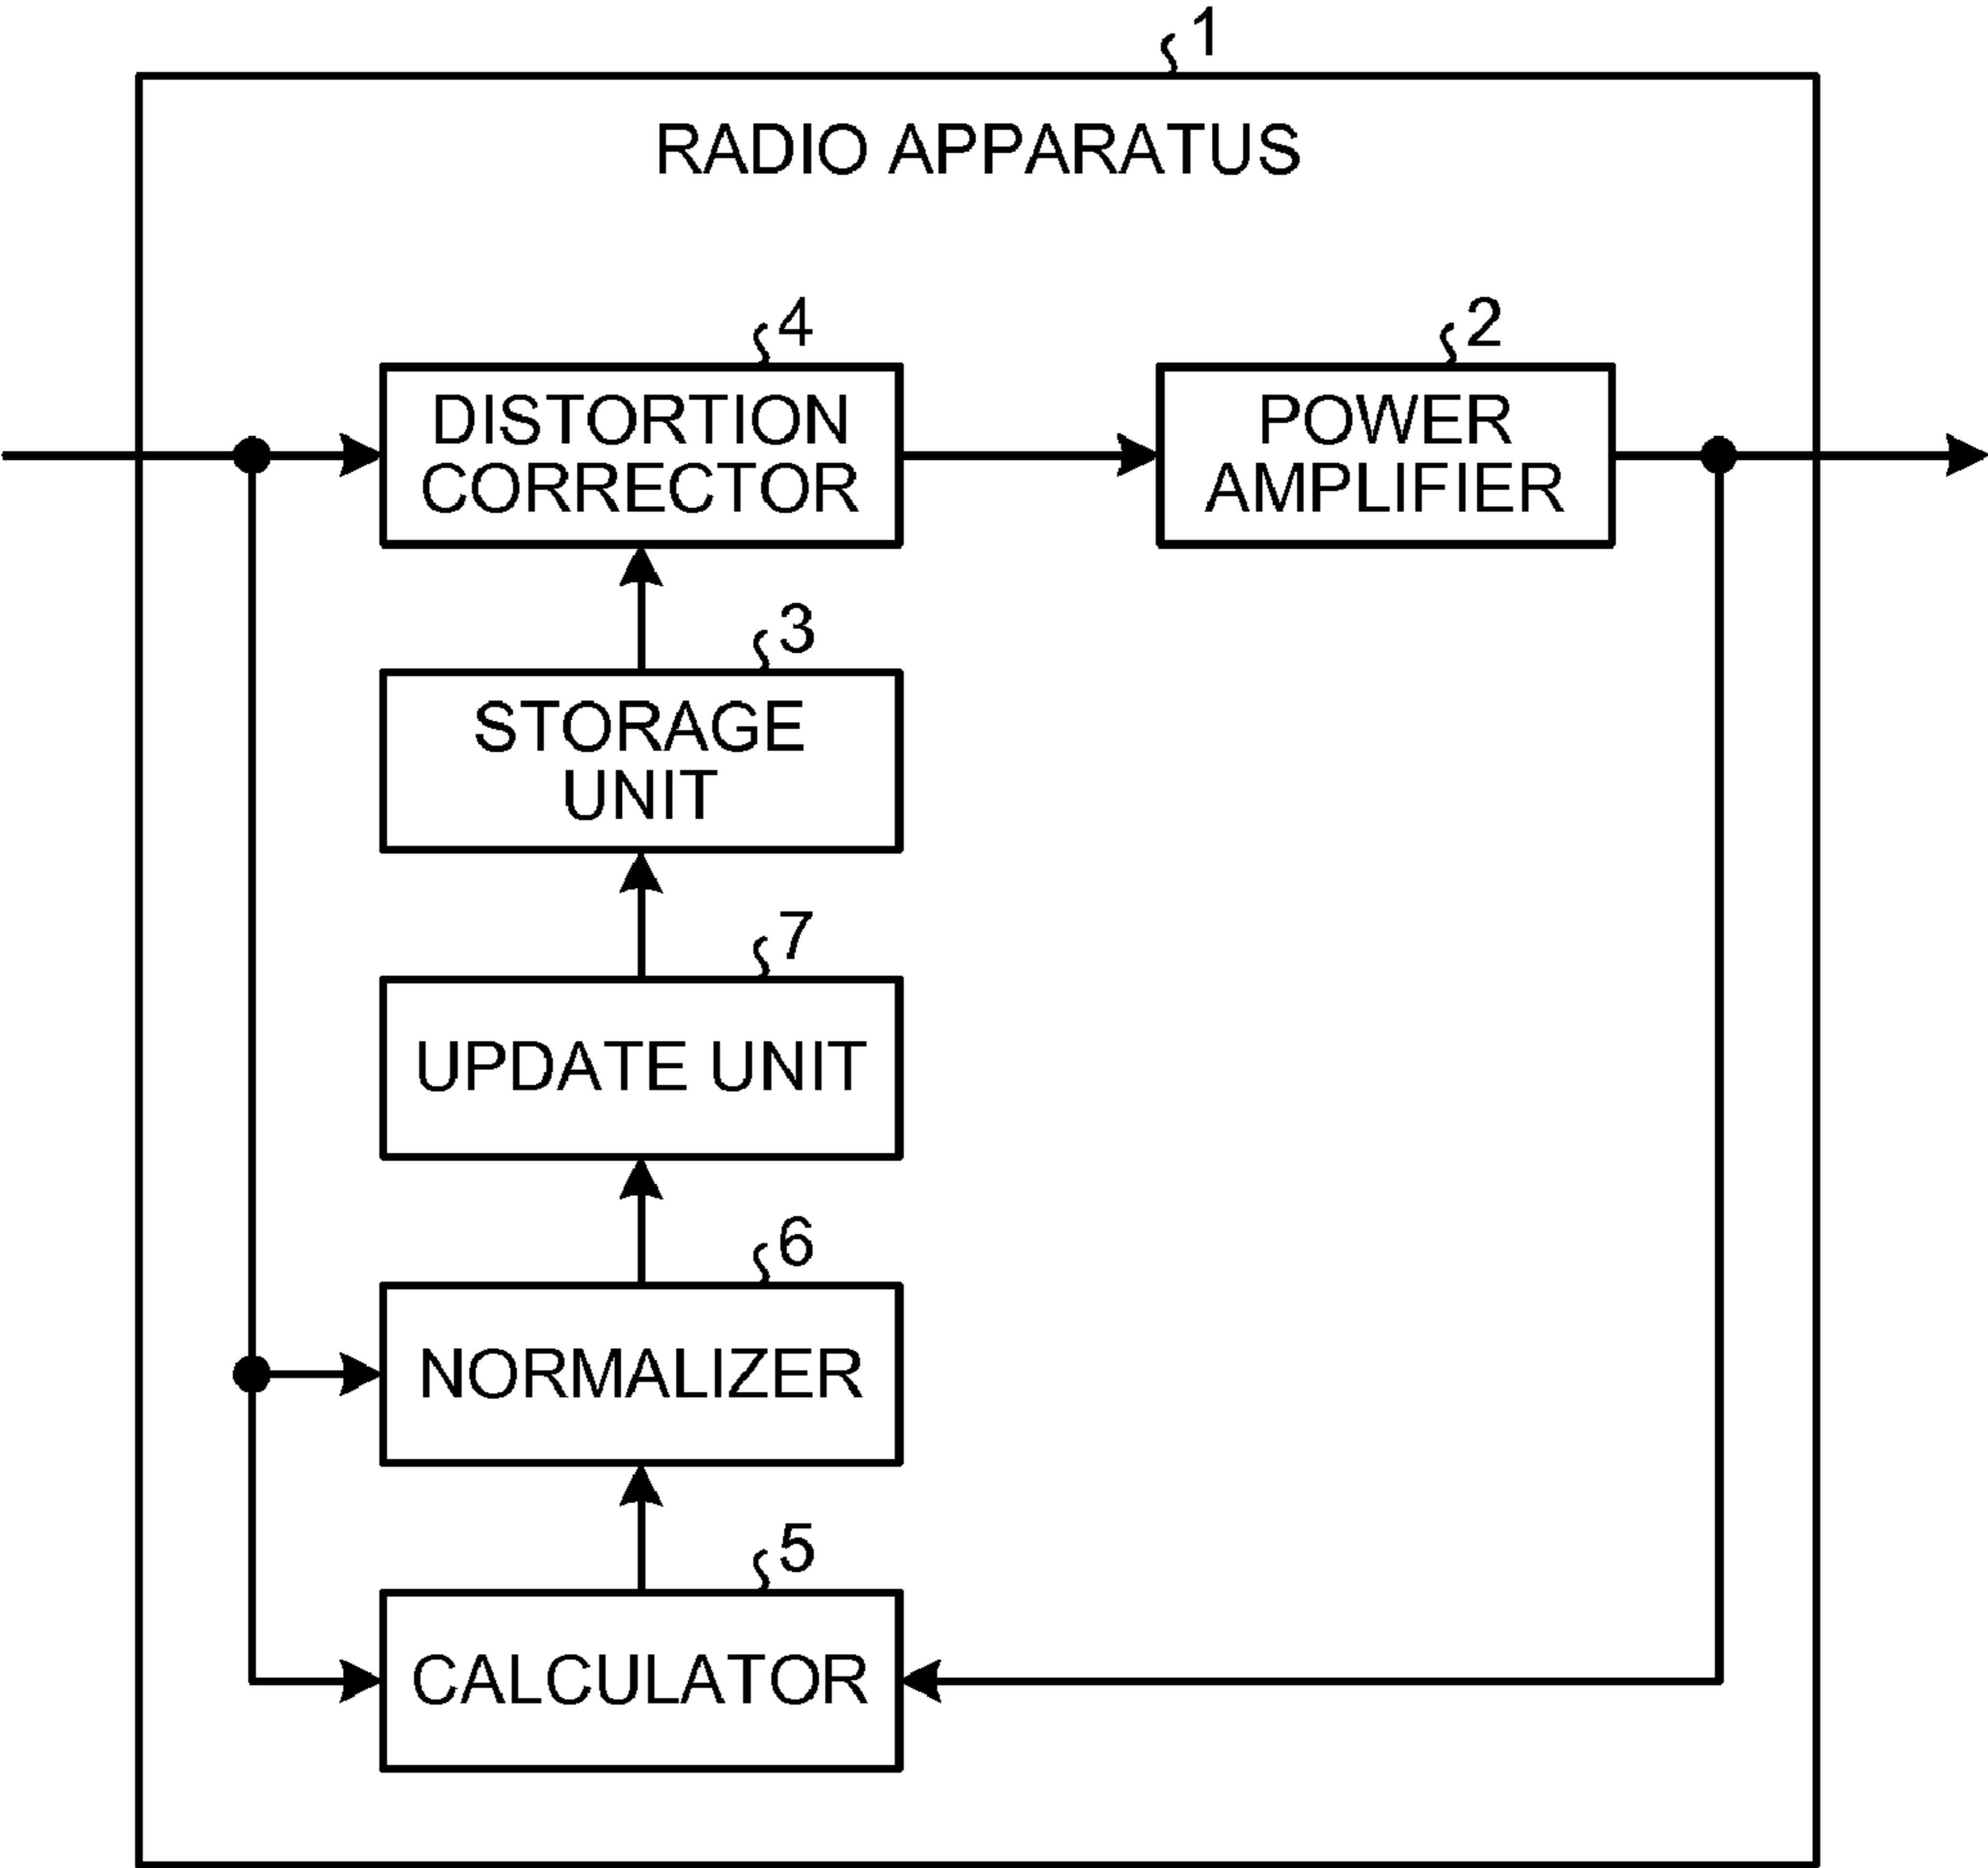 1
RADIO APPARATUS
4
DISTORTION
CORRECTOR
2
POWER
AMPLIFIER
3
STORAGE
UNIT
7
UPDATE UNIT
6
NORMALIZER
5
CALCULATOR